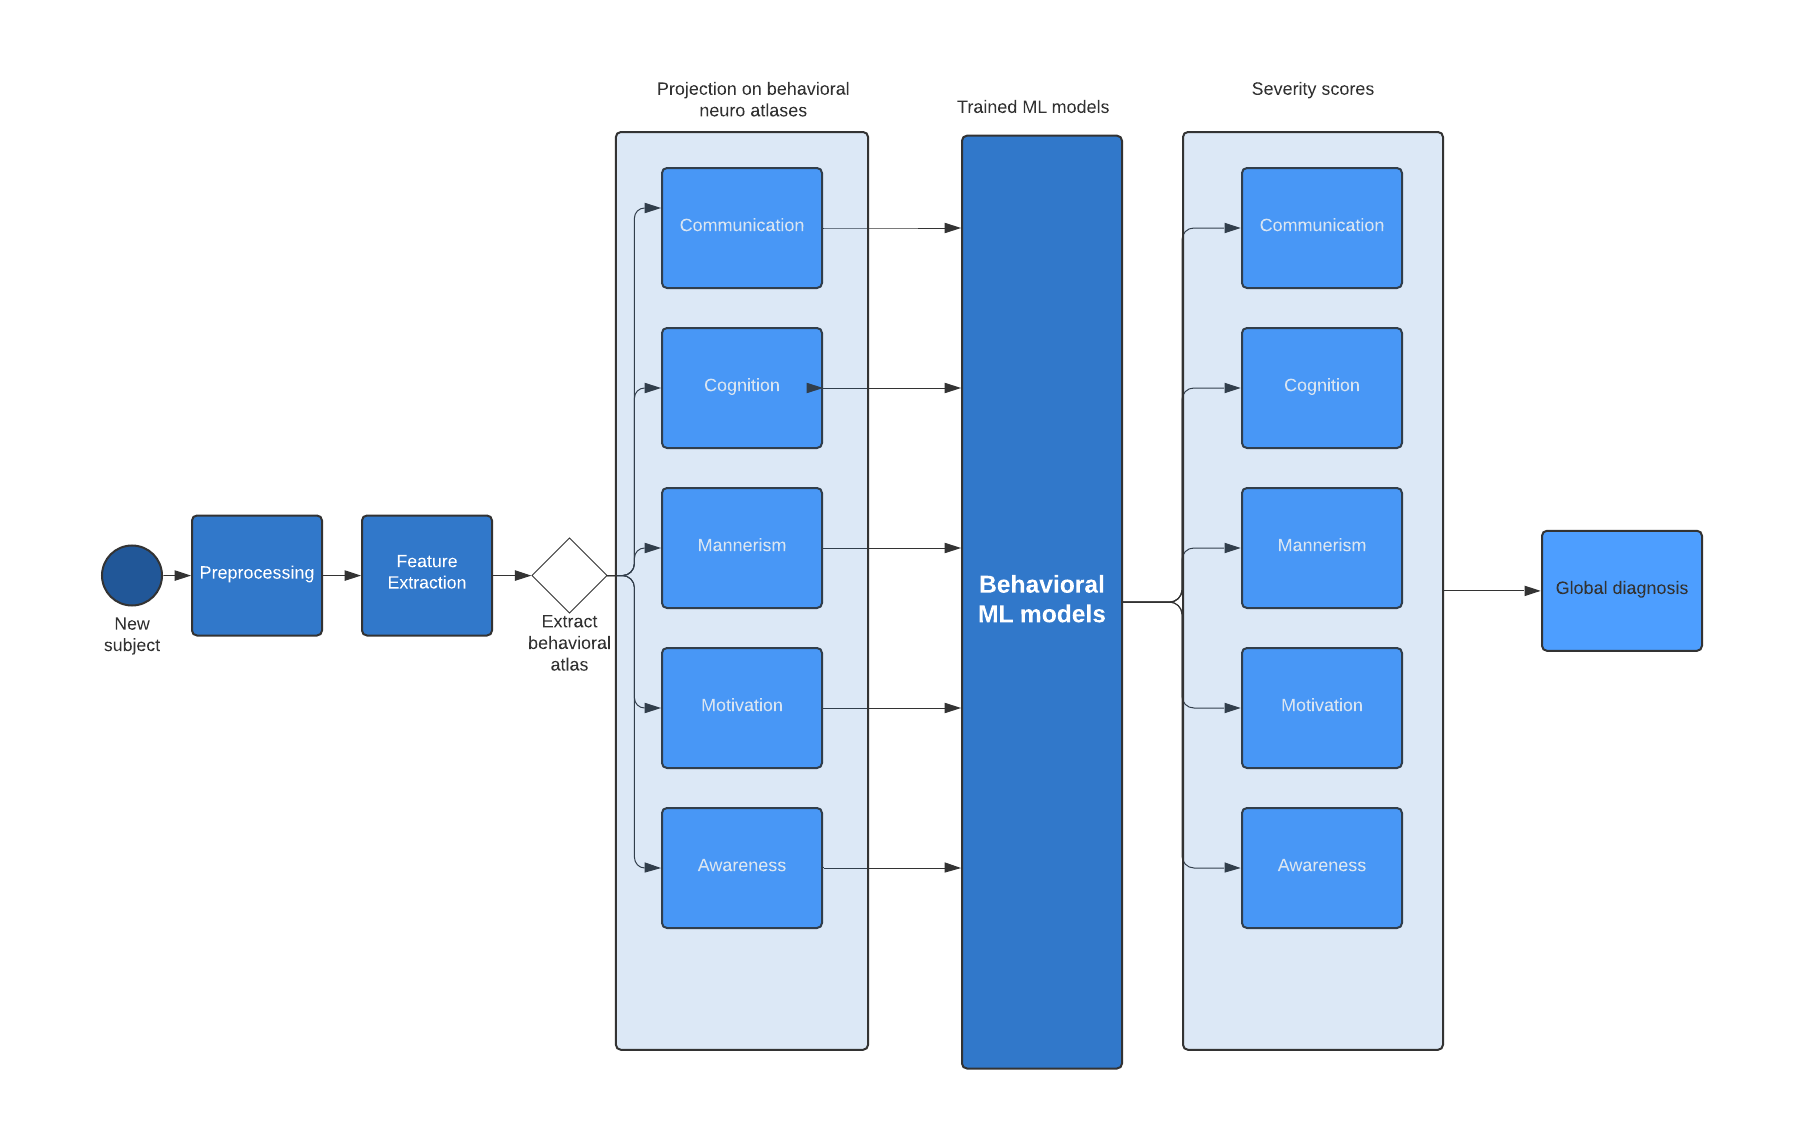 Projection on behavioral
neuro atlases
Trained ML models
Severity scores
Communication
Cognition
Mannerism
Motivation
Awareness
New
subject
Preprocessing
Feature
Extraction
Extract
behavioral
atlas
Behavioral
ML models
Communication
Cognition
Mannerism
Motivation
Awareness
Global diagnosis